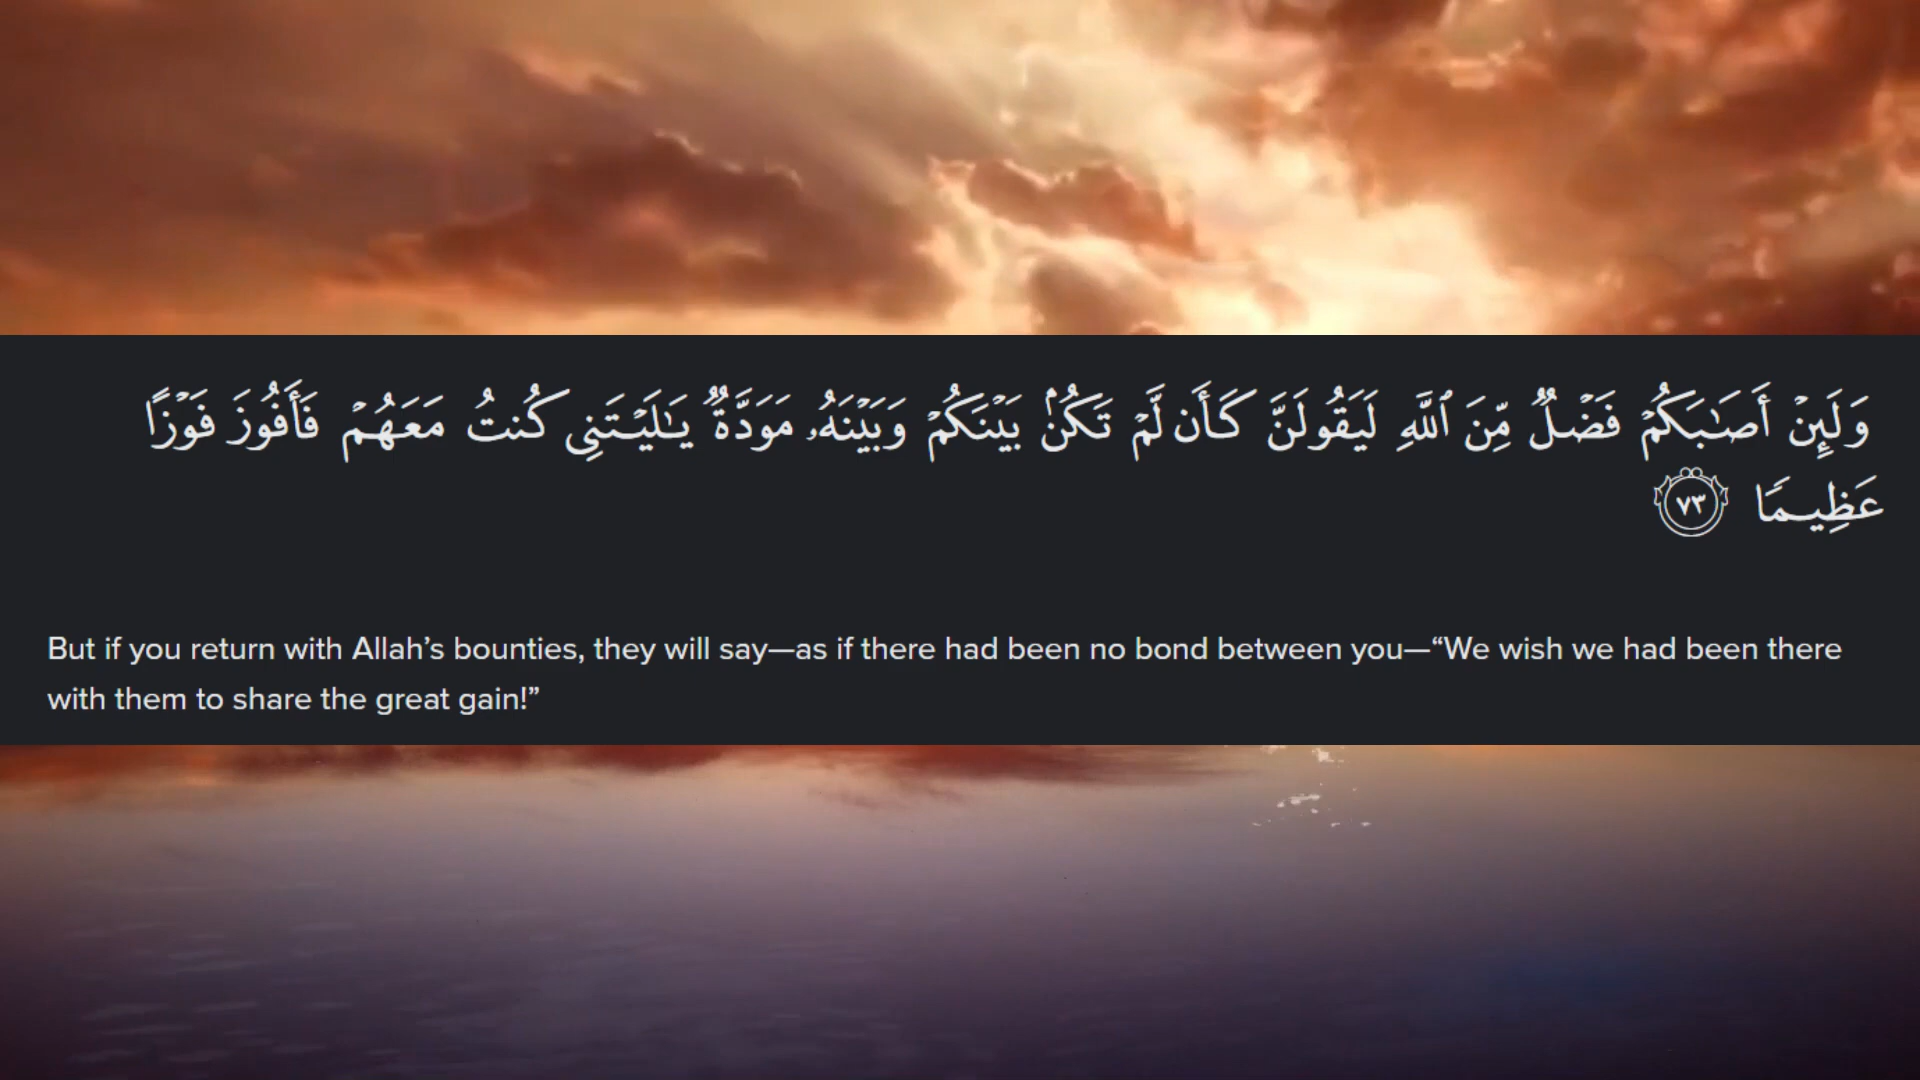 وَلَئِنْ أَصَـٰبَكُمْ فَضْلٌ مِّنَ ٱللَّهِ لَيَقُولَنَّ كَأَن لَّمْ تَكُنۢ بَيْنَكُمْ وَبَيْنَهُۥ مَوَدَّةٌ يَـٰلَيْتَنِى كُنتُ مَعَهُمْ فَأَفُوزَ فَوْزًا
عَظِيمًا ٧٣
But if you return with Allah’s bounties, they will say—as if there had been no bond between you—“We wish we had been there
with them to share the great gain!”